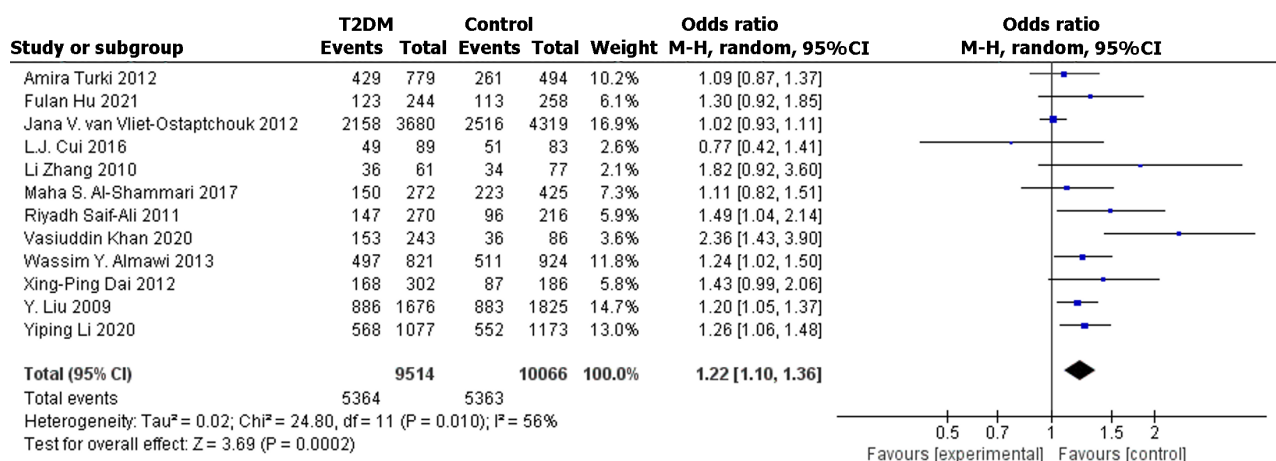 T2DM Control Odds ratio Odds ratio
Study or subgroup Events Total Events Total Weight M-H, random, 95%CI M-H, random, 95%CI
Amira Turki 2012 429 779 261 494 10.2% 1.09 [0.87, 1.37]
Fulan Hu 2021 123 244 113 258 6.1% 1.30 [0.92, 1.85]
Jana V. van Vliet-Ostaptchouk 2012 2158 3680 2516 4319 16.9% 1.02 [0.93, 1.11]
L.J. Cui 2016 49 89 51 83 2.6% 0.77 [0.42, 1.41]
Li Zhang 2010 36 61 34 77 2.1% 1.82 [0.92, 3.60]
Maha S. Al-Shammari 2017 150 272 223 425 7.3% 1.11 [0.82, 1.51]
Riyadh Saif-Ali 2011 147 270 96 216 5.9% 1.49 [1.04, 2.14]
Vasiuddin Khan 2020 153 243 36 86 3.6% 2.36 [1.43, 3.90]
Wassim Y. Almawi 2013 497 821 511 924 11.8% 1.24 [1.02, 1.50]
Xing-Ping Dai 2012 168 302 87 186 5.8% 1.43 [0.99, 2.06]
Y. Liu 2009 886 1676 883 1825 14.7% 1.20 [1.05, 1.37]
Yiping Li 2020 568 1077 552 1173 13.0% 1.26 [1.06, 1.48]
Total (95% CI) 9514 10066 100.0% 1.22 [1.10, 1.36]
Total events 5364 5363
Heterogeneity: Tau² = 0.02; Chi² = 24.80, df = 11 (P = 0.010); I² = 56%
Test for overall effect: Z = 3.69 (P = 0.0002)
0.5 0.7 1 1.5 2
Favours [experimental] Favours [control]